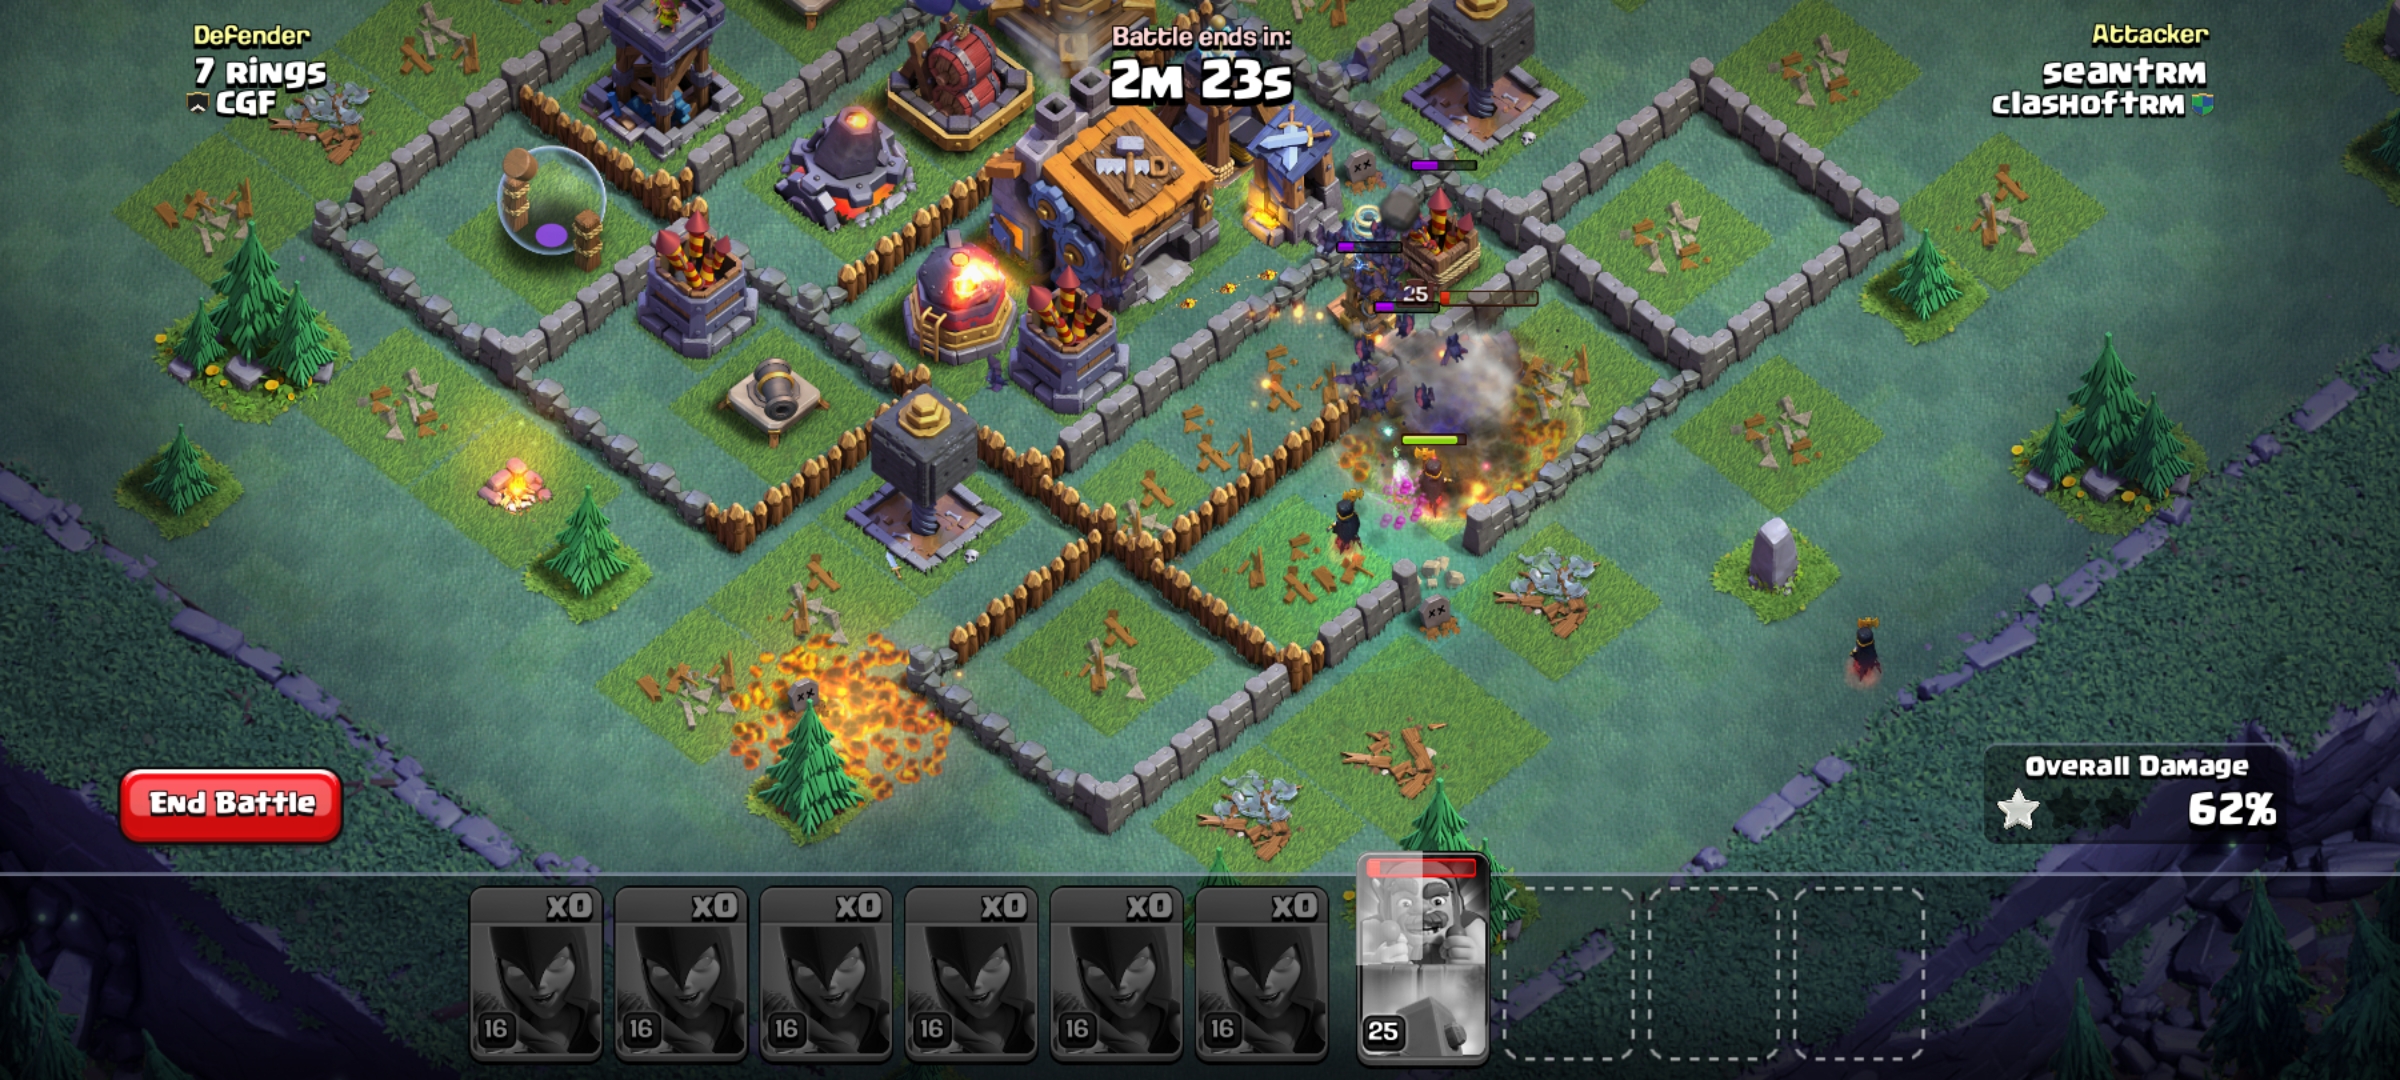 Defender
7 rings
CGF
Battle ends in:
2M 23s
Attacker
seantRM
clashoftRM
25
End Battle
Overall Damage
62%
x0
x0
x0
x0
x0
x0
16
16
16
16
16
16
25